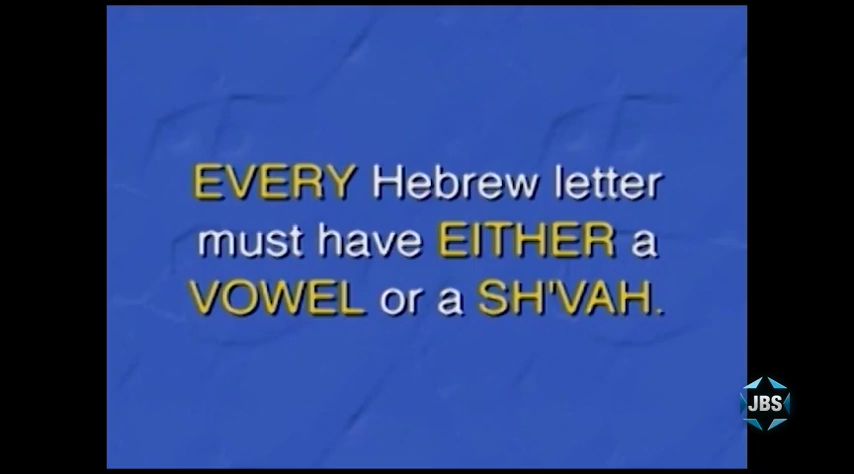 EVERY Hebrew letter
must have EITHER a
VOWEL or a SH'VAH.
JBS